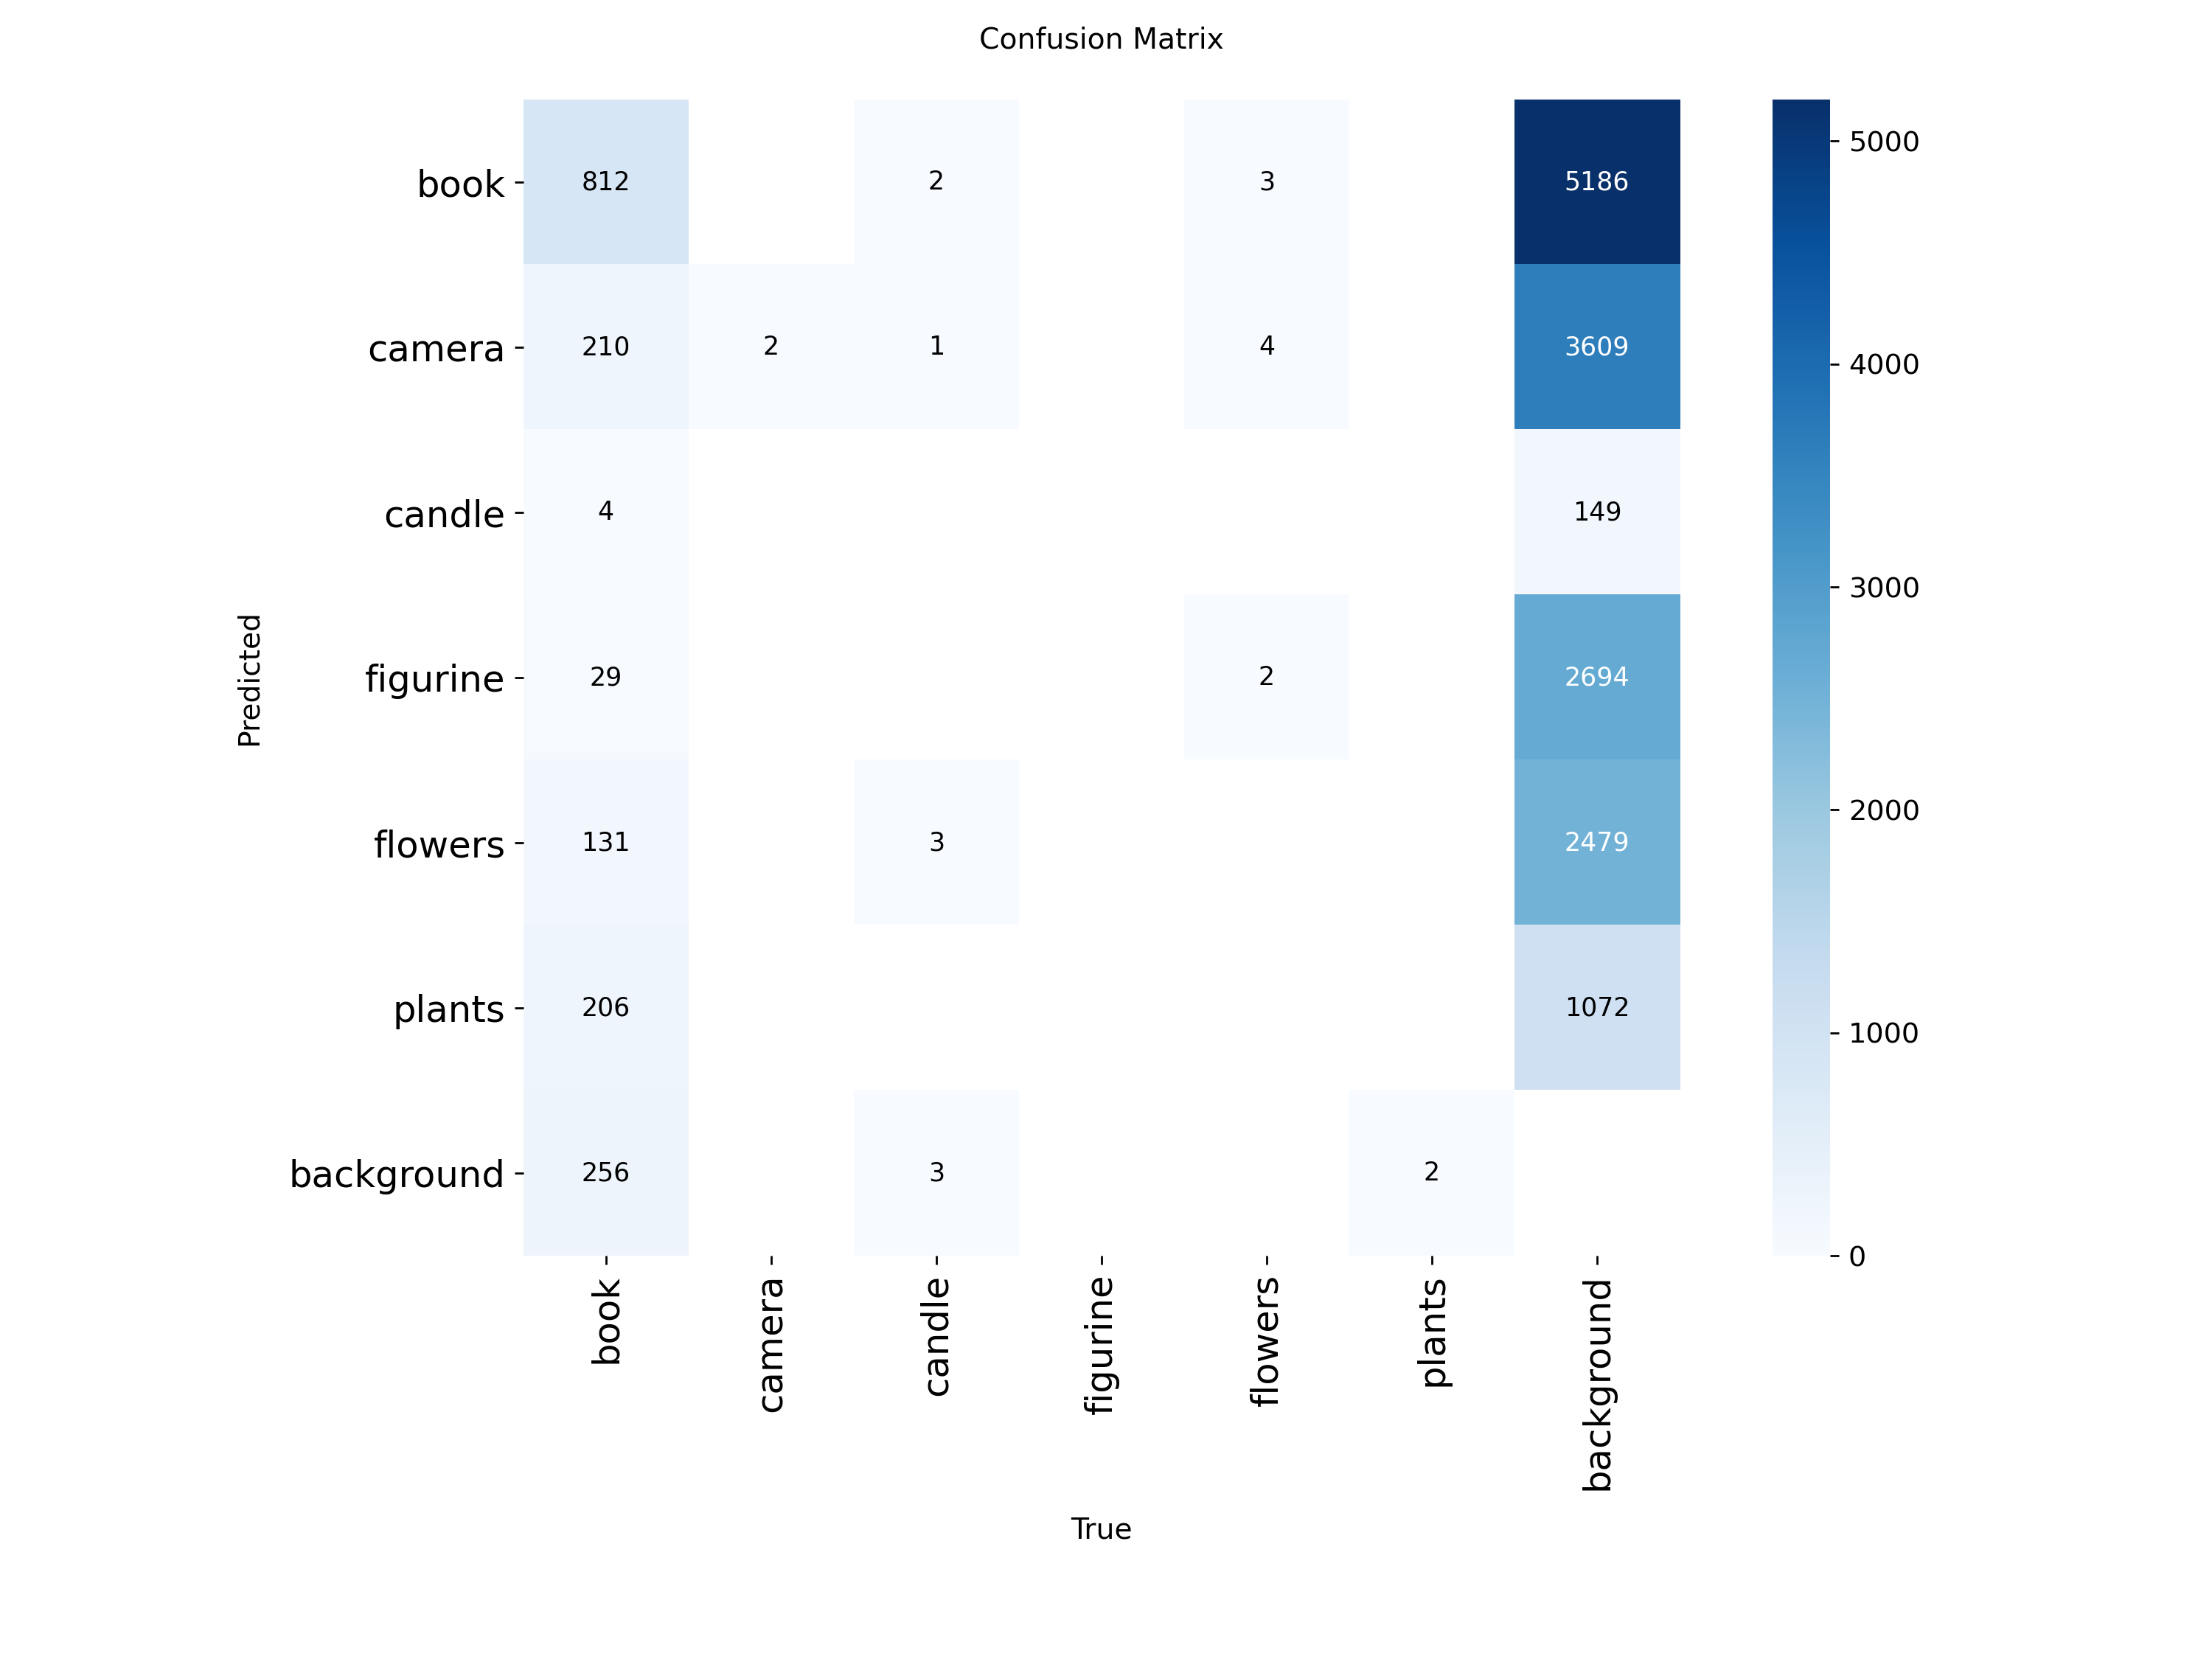 Confusion Matrix
book 812 2 3 5186
camera 210 2 1 4 3609
candle 4 149
figurine 29 2 2694
flowers 131 3 2479
plants 206 1072
background 256 3 2
book camera candle figurine flowers plants background
Predicted
True
5000
4000
3000
2000
1000
0